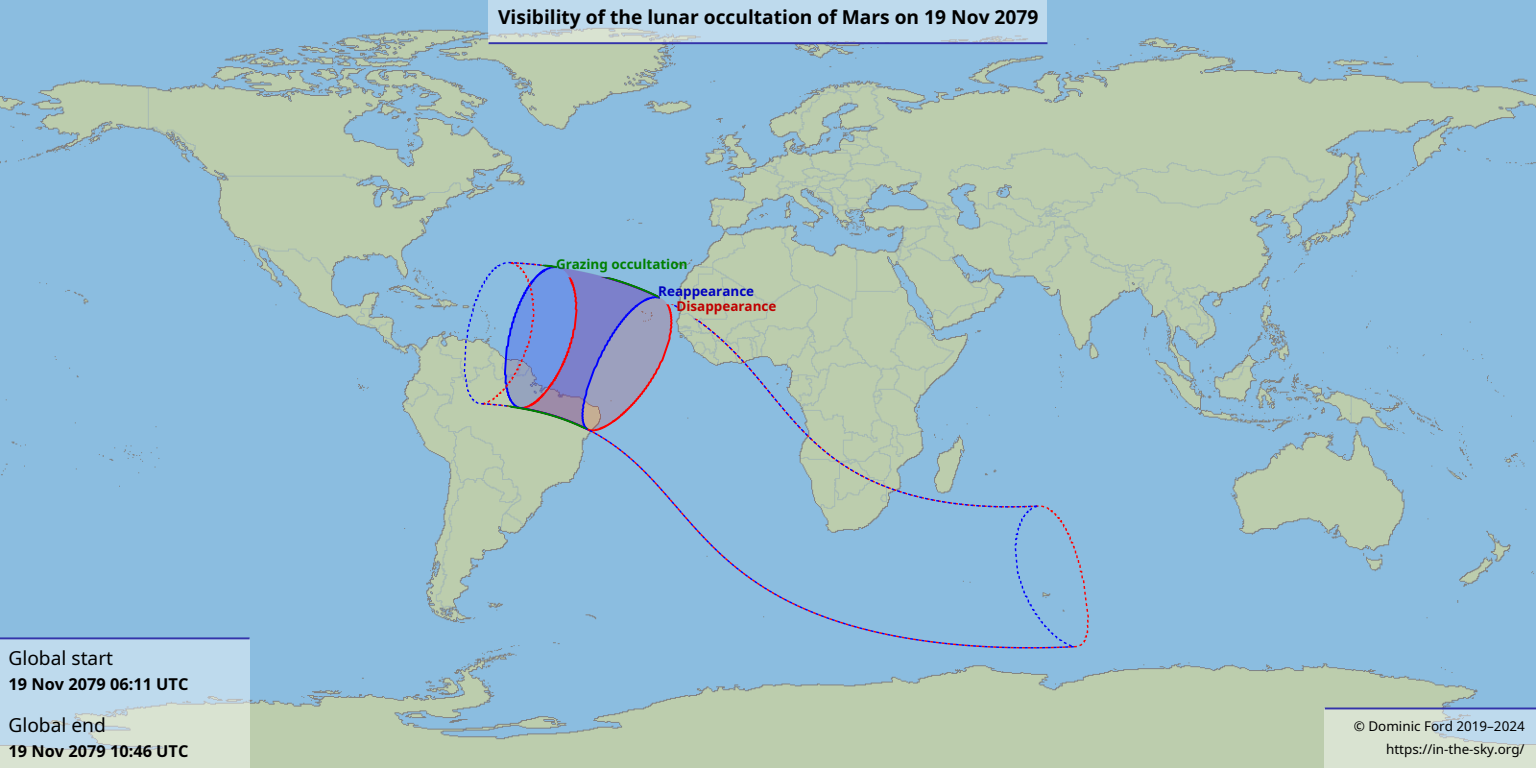 Visibility of the lunar occultation of Mars on 19 Nov 2079
Grazing occultation
Reappearance
Disappearance
Global start
19 Nov 2079 06:11 UTC
Global end
19 Nov 2079 10:46 UTC
© Dominic Ford 2019–2024
https://in-the-sky.org/